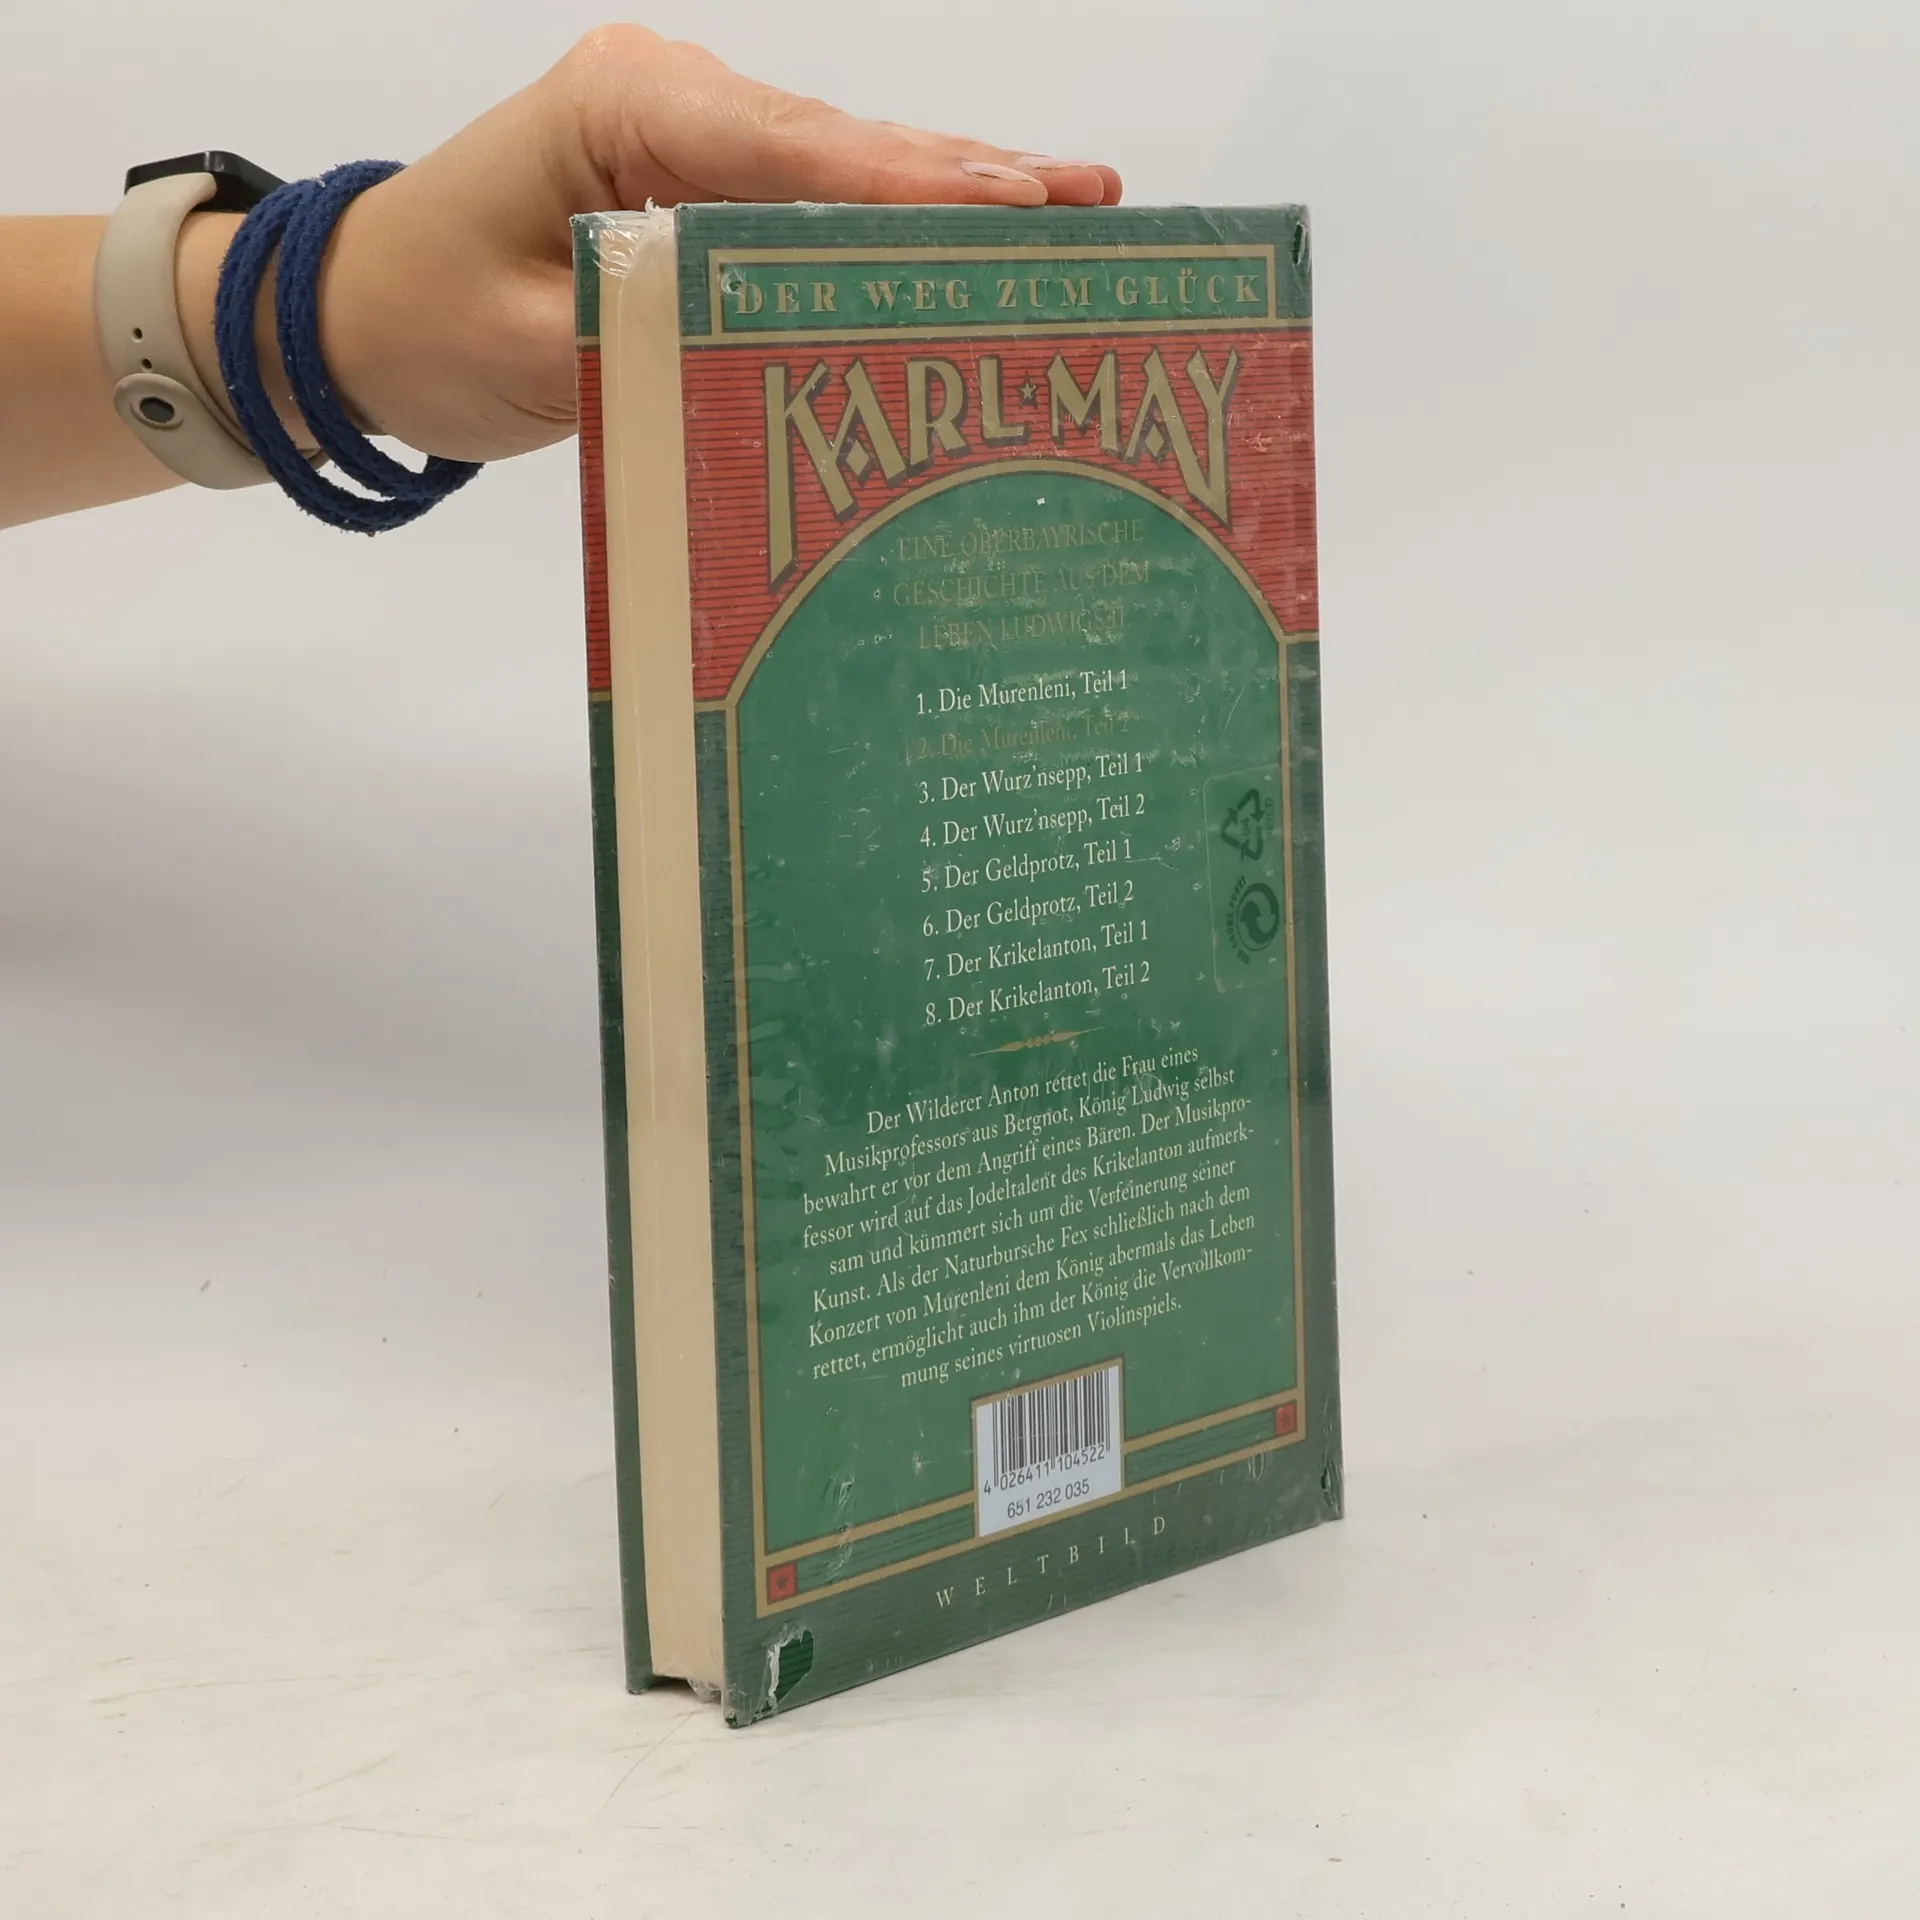 DER WEG ZUM GLÜCK
KARL MAY
EINE OBERBAYRISCHE
GESCHICHTE AUS DEM
LEBEN LUDWIGS II.
1. Die Murenleni, Teil 1
2. Die Murenleni, Teil 2
3. Der Wurz'nsepp, Teil 1
4. Der Wurz'nsepp, Teil 2
5. Der Geldprotz, Teil 1
6. Der Geldprotz, Teil 2
7. Der Krikelanton, Teil 1
8. Der Krikelanton, Teil 2
Der Wilderer Anton rettet die Frau eines
Musikprofessors aus Bergnot, König Ludwig selbst
bewahrt er vor dem Angriff eines Bären. Der Musikpro-
fessor wird auf das Jodeltalent des Krikelanton aufmerk-
sam und kümmert sich um die Verfeinerung seiner
Kunst. Als der Naturbursche Fex schließlich nach dem
Konzert von Murenleni dem König abermals das Leben
rettet, ermöglicht auch ihm der König die Vervollkom-
mung seines virtuosen Violinspiels.
4 026411 104522
651 232 035
WELTBILD